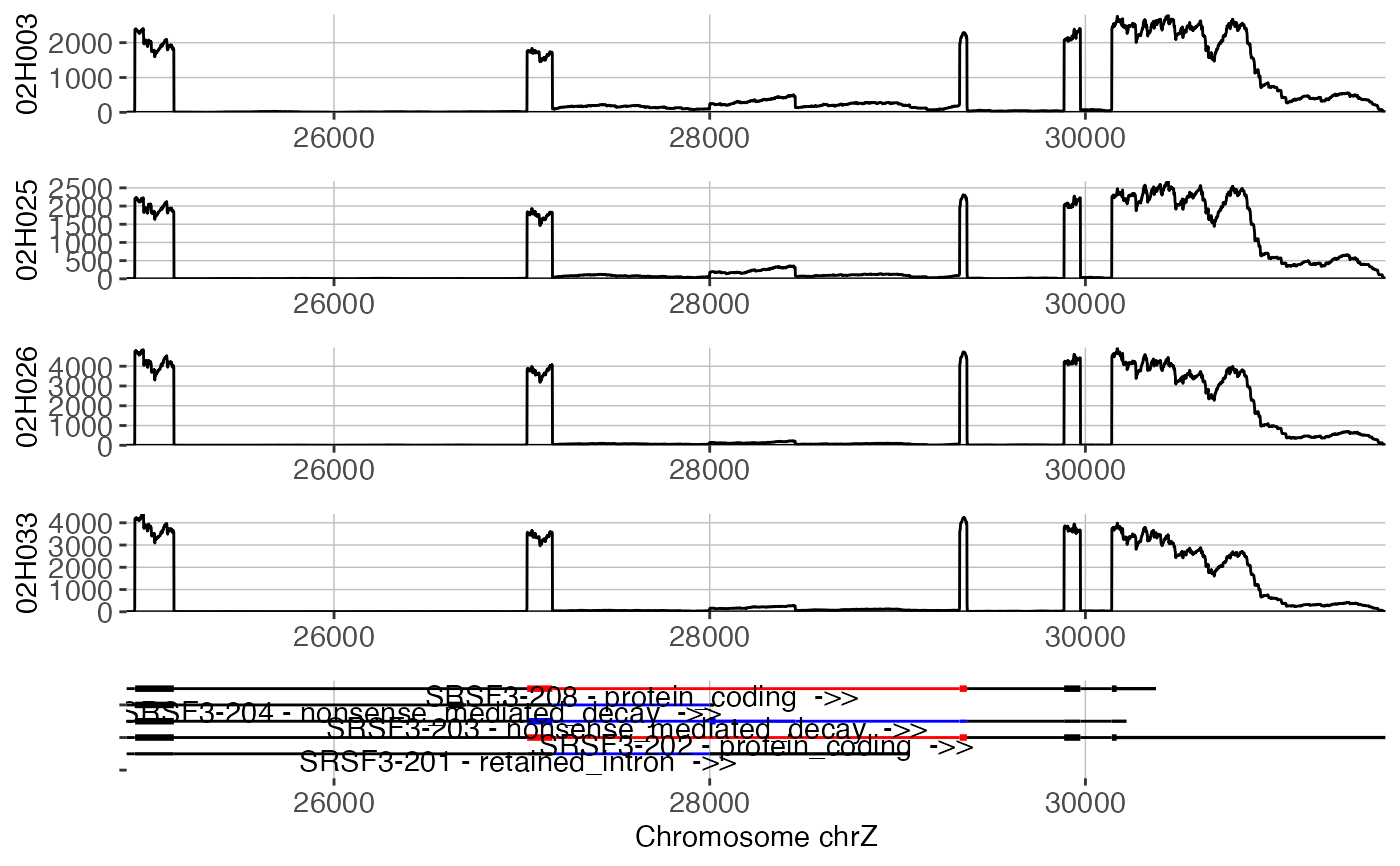 02H003
2000
1000
0
26000 28000 30000
02H025
2500
2000
1500
1000
500
0
26000 28000 30000
02H026
4000
3000
2000
1000
0
26000 28000 30000
02H033
4000
3000
2000
1000
0
26000 28000 30000
SRSF3-208 - protein_coding ->>
SRSF3-204 - nonsense_mediated_decay ->>
SRSF3-203 - nonsense_mediated_decay ->>
SRSF3-202 - protein_coding ->>
SRSF3-201 - retained_intron ->>
26000 28000 30000
Chromosome chrZ